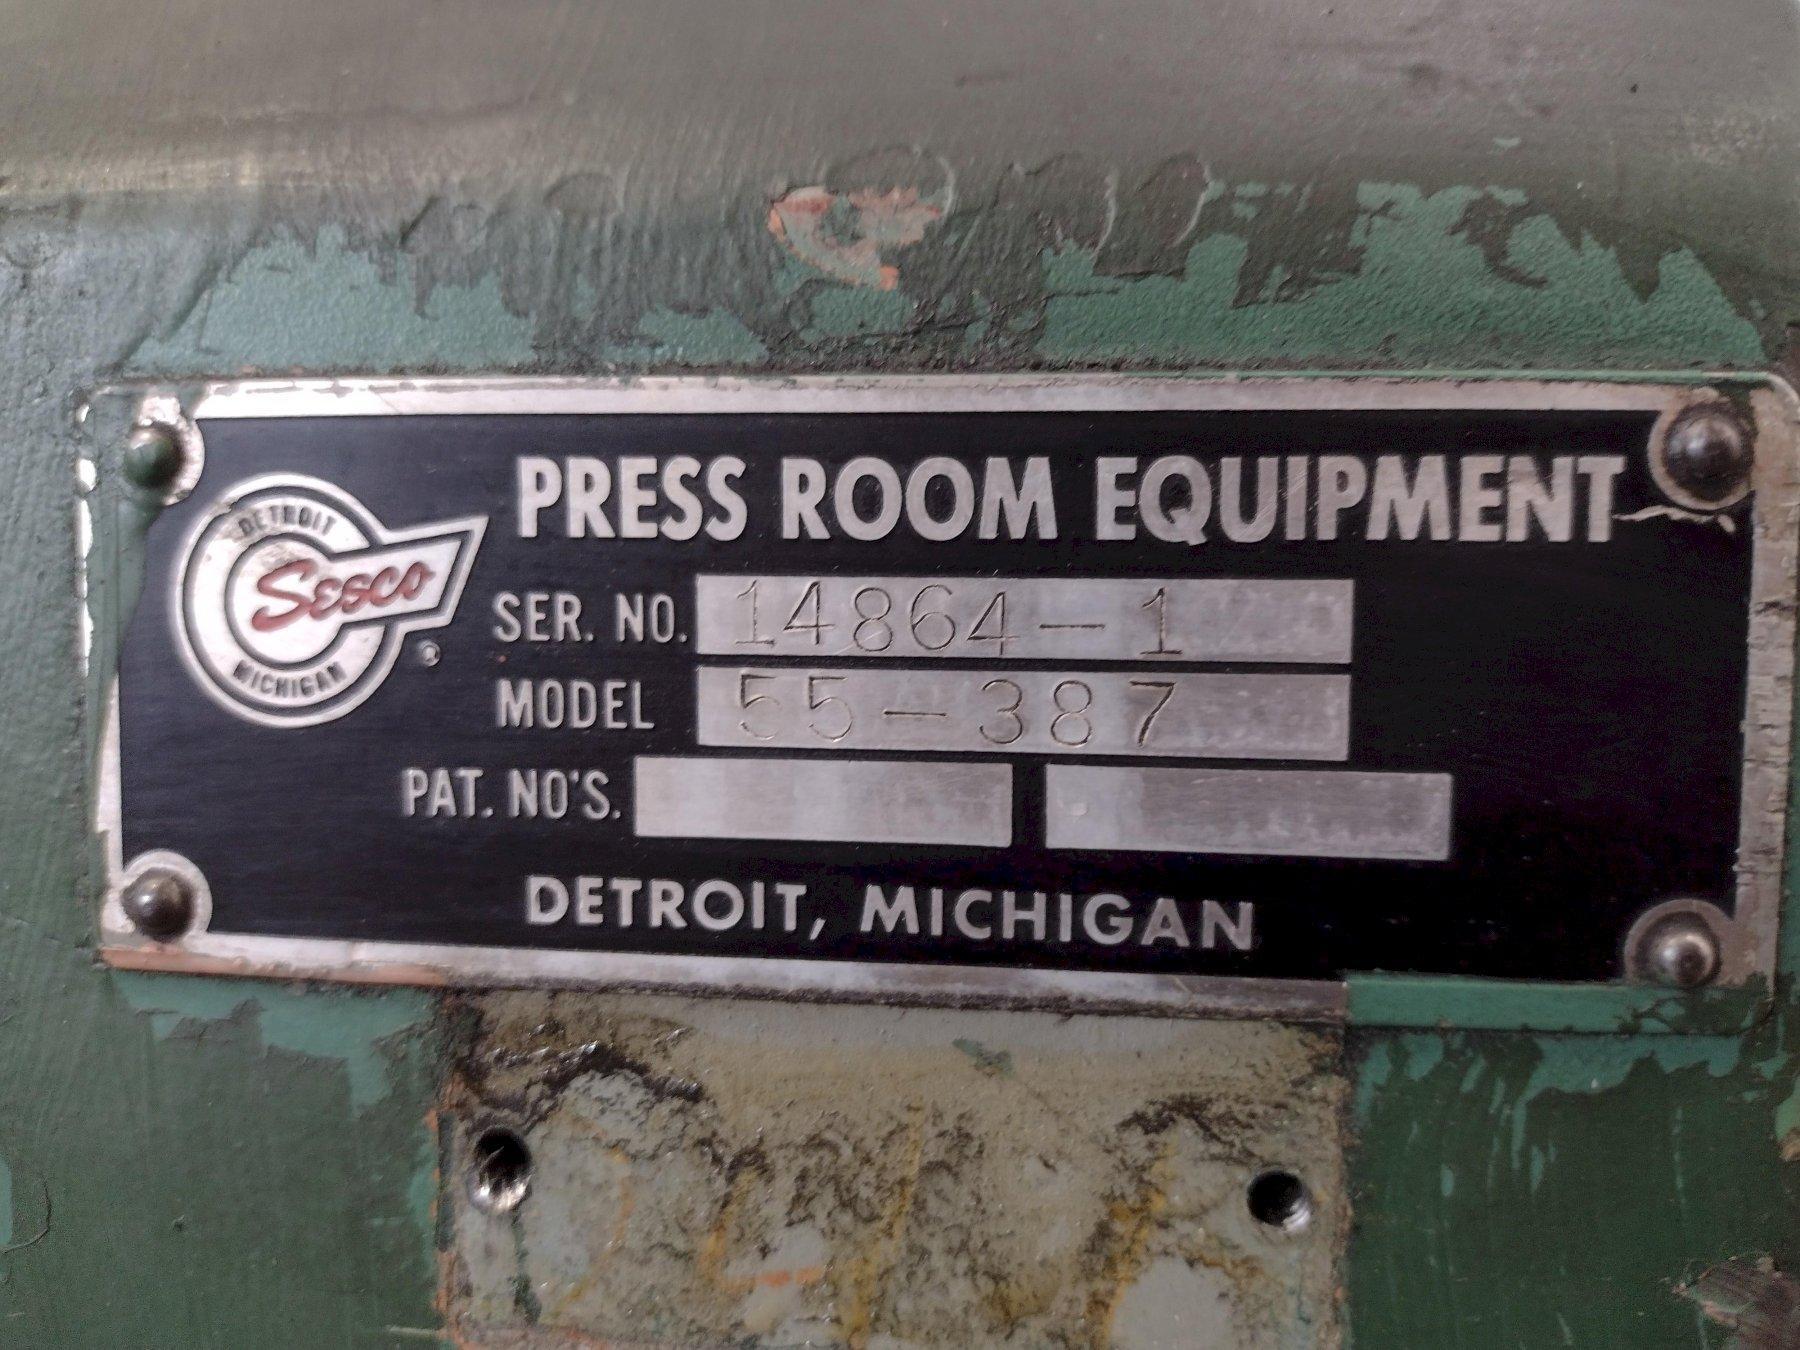 PRESS ROOM EQUIPMENT
DETROIT
Sesco
MICHIGAN
®
SER. NO. 14864-1
MODEL 55-387
PAT. NO'S.
DETROIT, MICHIGAN